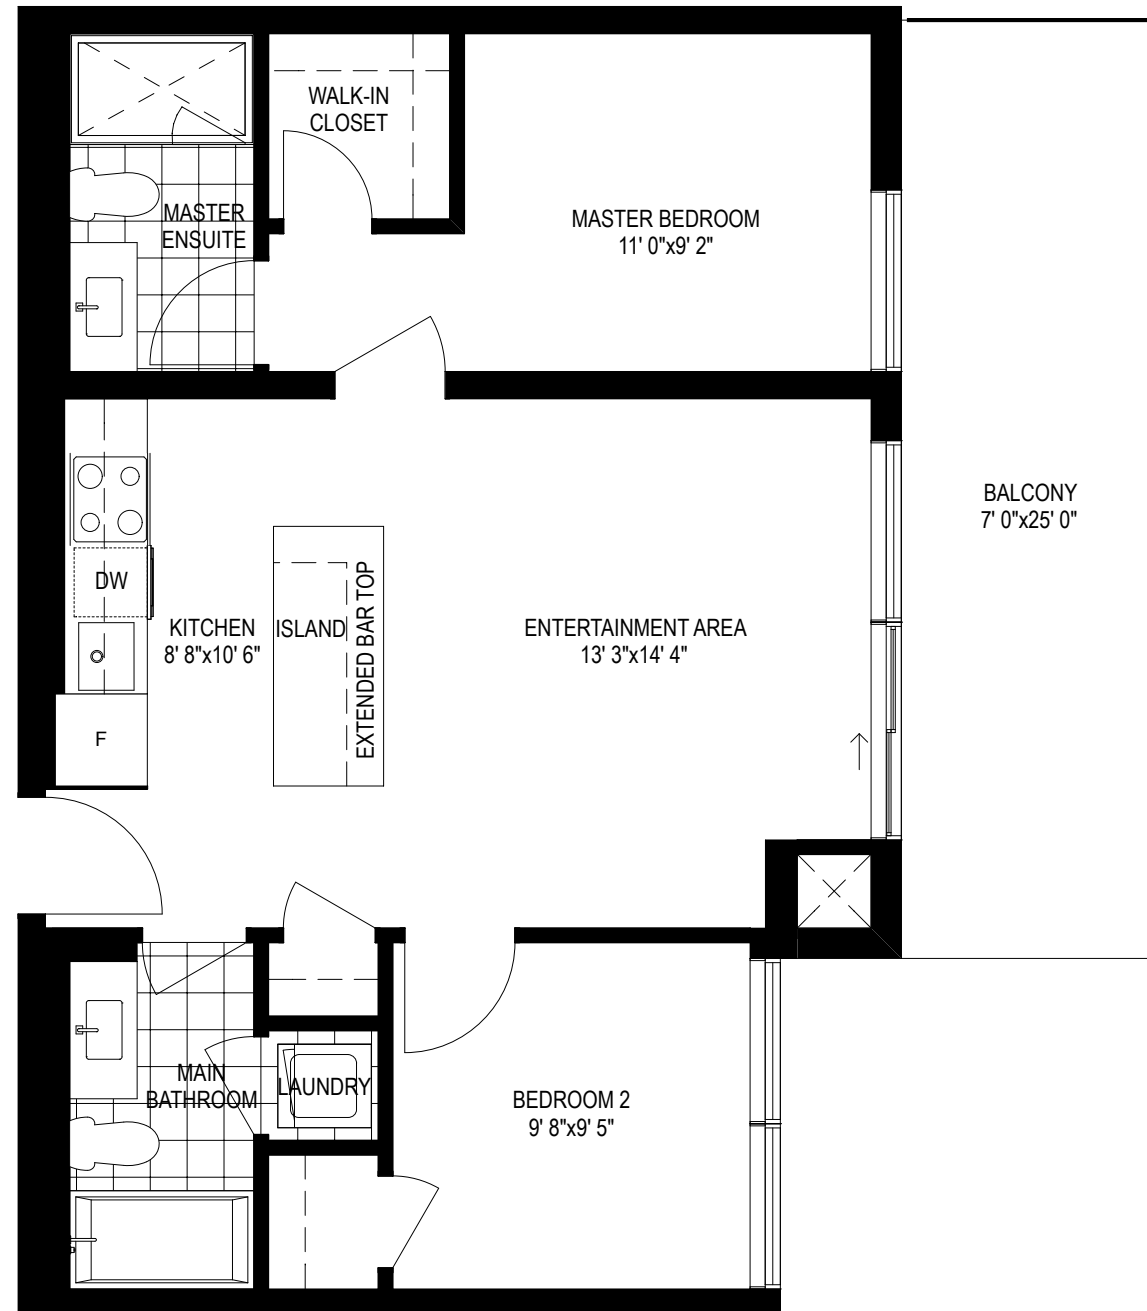 WALK-IN
CLOSET
MASTER
ENSUITE
MASTER BEDROOM
11' 0"x9' 2"
BALCONY
7' 0"x25' 0"
DW
KITCHEN
8' 8"x10' 6"
ISLAND
EXTENDED BAR TOP
ENTERTAINMENT AREA
13' 3"x14' 4"
F
MAIN
BATHROOM
LAUNDRY
BEDROOM 2
9' 8"x9' 5"